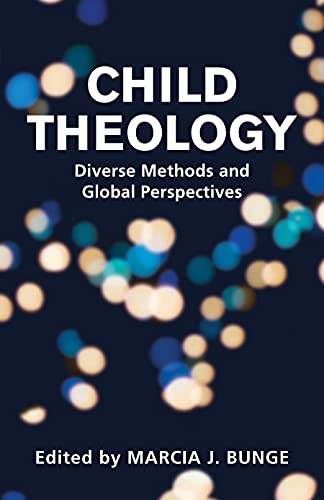 CHILD
THEOLOGY
Diverse Methods and
Global Perspectives
Edited by MARCIA J. BUNGE